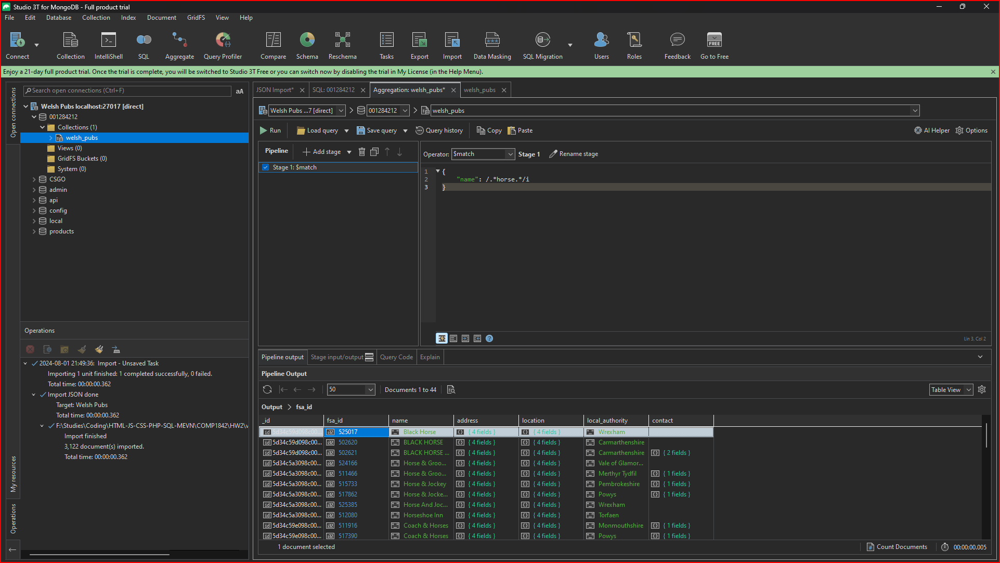 Studio 3T for MongoDB - Full product trial
File Edit Database Collection Index Document GridFS View Help
Connect Collection IntelliShell SQL Aggregate Query Profiler Compare Schema Reschema Tasks Export Import Data Masking SQL Migration Users Roles Feedback Go to Free
Enjoy a 21-day full product trial. Once the trial is complete, you will be switched to Studio 3T Free or you can switch now by disabling the trial in My License (in the Help Menu).
Open connections
Search open connections (Ctrl+F) aA
Welsh Pubs localhost:27017 [direct]
001284212
Collections (1)
welsh_pubs
Views (0)
GridFS Buckets (0)
System (0)
CSGO
admin
api
config
local
products
My resources
Operations
Operations
2024-08-01 21:49:36: Import - Unsaved Task
Importing 1 unit finished: 1 completed successfully, 0 failed.
Total time: 00:00:00.362
Import JSON done
Target: Welsh Pubs
Total time: 00:00:00.362
F:\Studies\Coding\HTML-JS-CSS-PHP-SQL-MEVN\COMP1842\HW2\
Import finished
3,122 document(s) imported.
Total time: 00:00:00.362
JSON Import* SQL: 001284212 Aggregation: welsh_pubs* welsh_pubs
Welsh Pubs ...7 [direct] 001284212 welsh_pubs
Run Load query Save query Query history Copy Paste AI Helper Options
Pipeline Add stage
Stage 1: $match
Operator: $match Stage 1 Rename stage
1 {
2 "name": /.*horse.*/i
3 }
Lin 3, Col 2
Pipeline output Stage input/output Query Code Explain
Pipeline Output
50 Documents 1 to 44 Table View
Output > fsa_id
_id fsa_id name address location local_authority contact
5d34c59d098c00... 525017 Black Horse { 4 fields } { 4 fields } Wrexham
5d34c59d098c00... 502620 BLACK HORSE { 4 fields } { 4 fields } Carmarthenshire
5d34c59d098c00... 502621 BLACK HORSE ... { 4 fields } { 4 fields } Carmarthenshire { 2 fields }
5d34c5a3098c00... 524166 Horse & Groo... { 4 fields } { 4 fields } Vale of Glamor...
5d34c5a3098c00... 511466 Horse & Groo... { 4 fields } { 4 fields } Merthyr Tydfil { 1 fields }
5d34c5a3098c00... 515733 Horse & Jockey { 4 fields } { 4 fields } Pembrokeshire { 1 fields }
5d34c5a3098c00... 517862 Horse & Jocke... { 4 fields } { 4 fields } Powys { 1 fields }
5d34c5a3098c00... 525385 Horse And Joc... { 4 fields } { 4 fields } Wrexham
5d34c5a3098c00... 512080 Horseshoe Inn { 4 fields } { 4 fields } Torfaen
5d34c59e098c00... 511916 Coach & Horses { 4 fields } { 4 fields } Monmouthshire { 1 fields }
5d34c59e098c00... 517390 Coach & Horses { 4 fields } { 4 fields } Powys { 1 fields }
1 document selected Count Documents 00:00:00.005